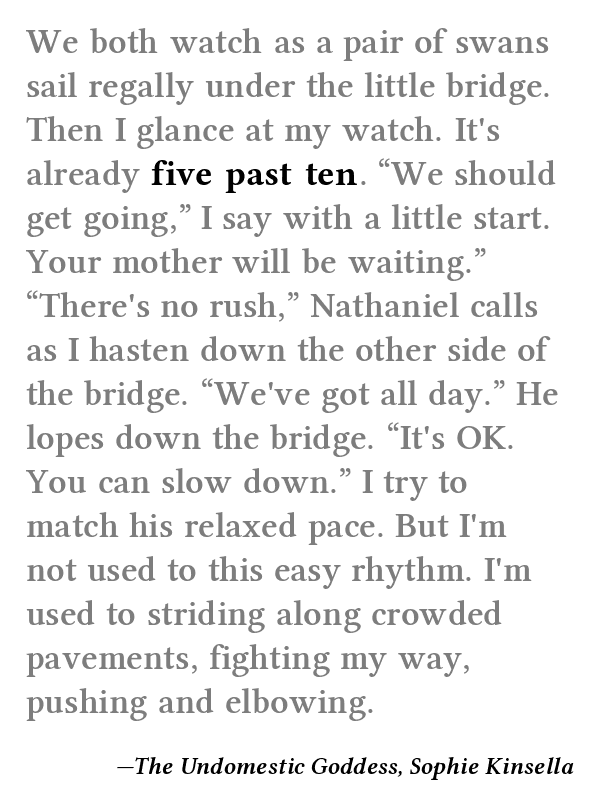 We both watch as a pair of swans
sail regally under the little bridge.
Then I glance at my watch. It's
already five past ten. “We should
get going,” I say with a little start.
Your mother will be waiting.”
“There's no rush,” Nathaniel calls
as I hasten down the other side of
the bridge. “We've got all day.” He
lopes down the bridge. “It's OK.
You can slow down.” I try to
match his relaxed pace. But I'm
not used to this easy rhythm. I'm
used to striding along crowded
pavements, fighting my way,
pushing and elbowing.
—The Undomestic Goddess, Sophie Kinsella